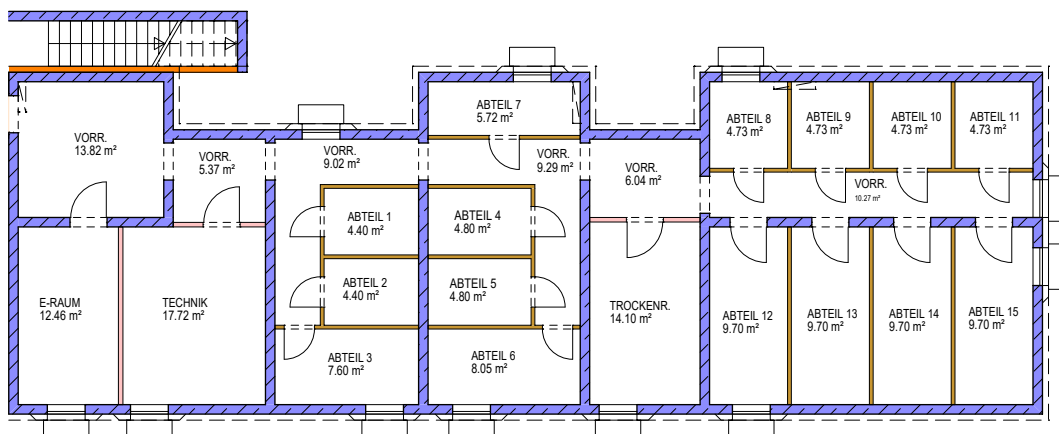 VORR.
13.82 m²
VORR.
5.37 m²
VORR.
9.02 m²
ABTEIL 7
5.72 m²
VORR.
9.29 m²
VORR.
6.04 m²
ABTEIL 8
4.73 m²
ABTEIL 9
4.73 m²
ABTEIL 10
4.73 m²
ABTEIL 11
4.73 m²
VORR.
10.27 m²
ABTEIL 1
4.40 m²
ABTEIL 4
4.80 m²
ABTEIL 2
4.40 m²
ABTEIL 5
4.80 m²
E-RAUM
12.46 m²
TECHNIK
17.72 m²
TROCKENR.
14.10 m²
ABTEIL 3
7.60 m²
ABTEIL 6
8.05 m²
ABTEIL 12
9.70 m²
ABTEIL 13
9.70 m²
ABTEIL 14
9.70 m²
ABTEIL 15
9.70 m²